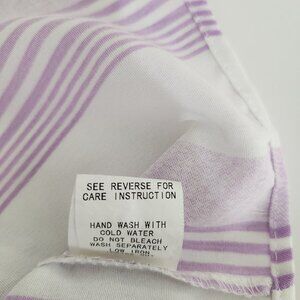 SEE REVERSE FOR
CARE INSTRUCTION
HAND WASH WITH
COLD WATER
DO NOT BLEACH
WASH SEPARATELY
LOW IRON